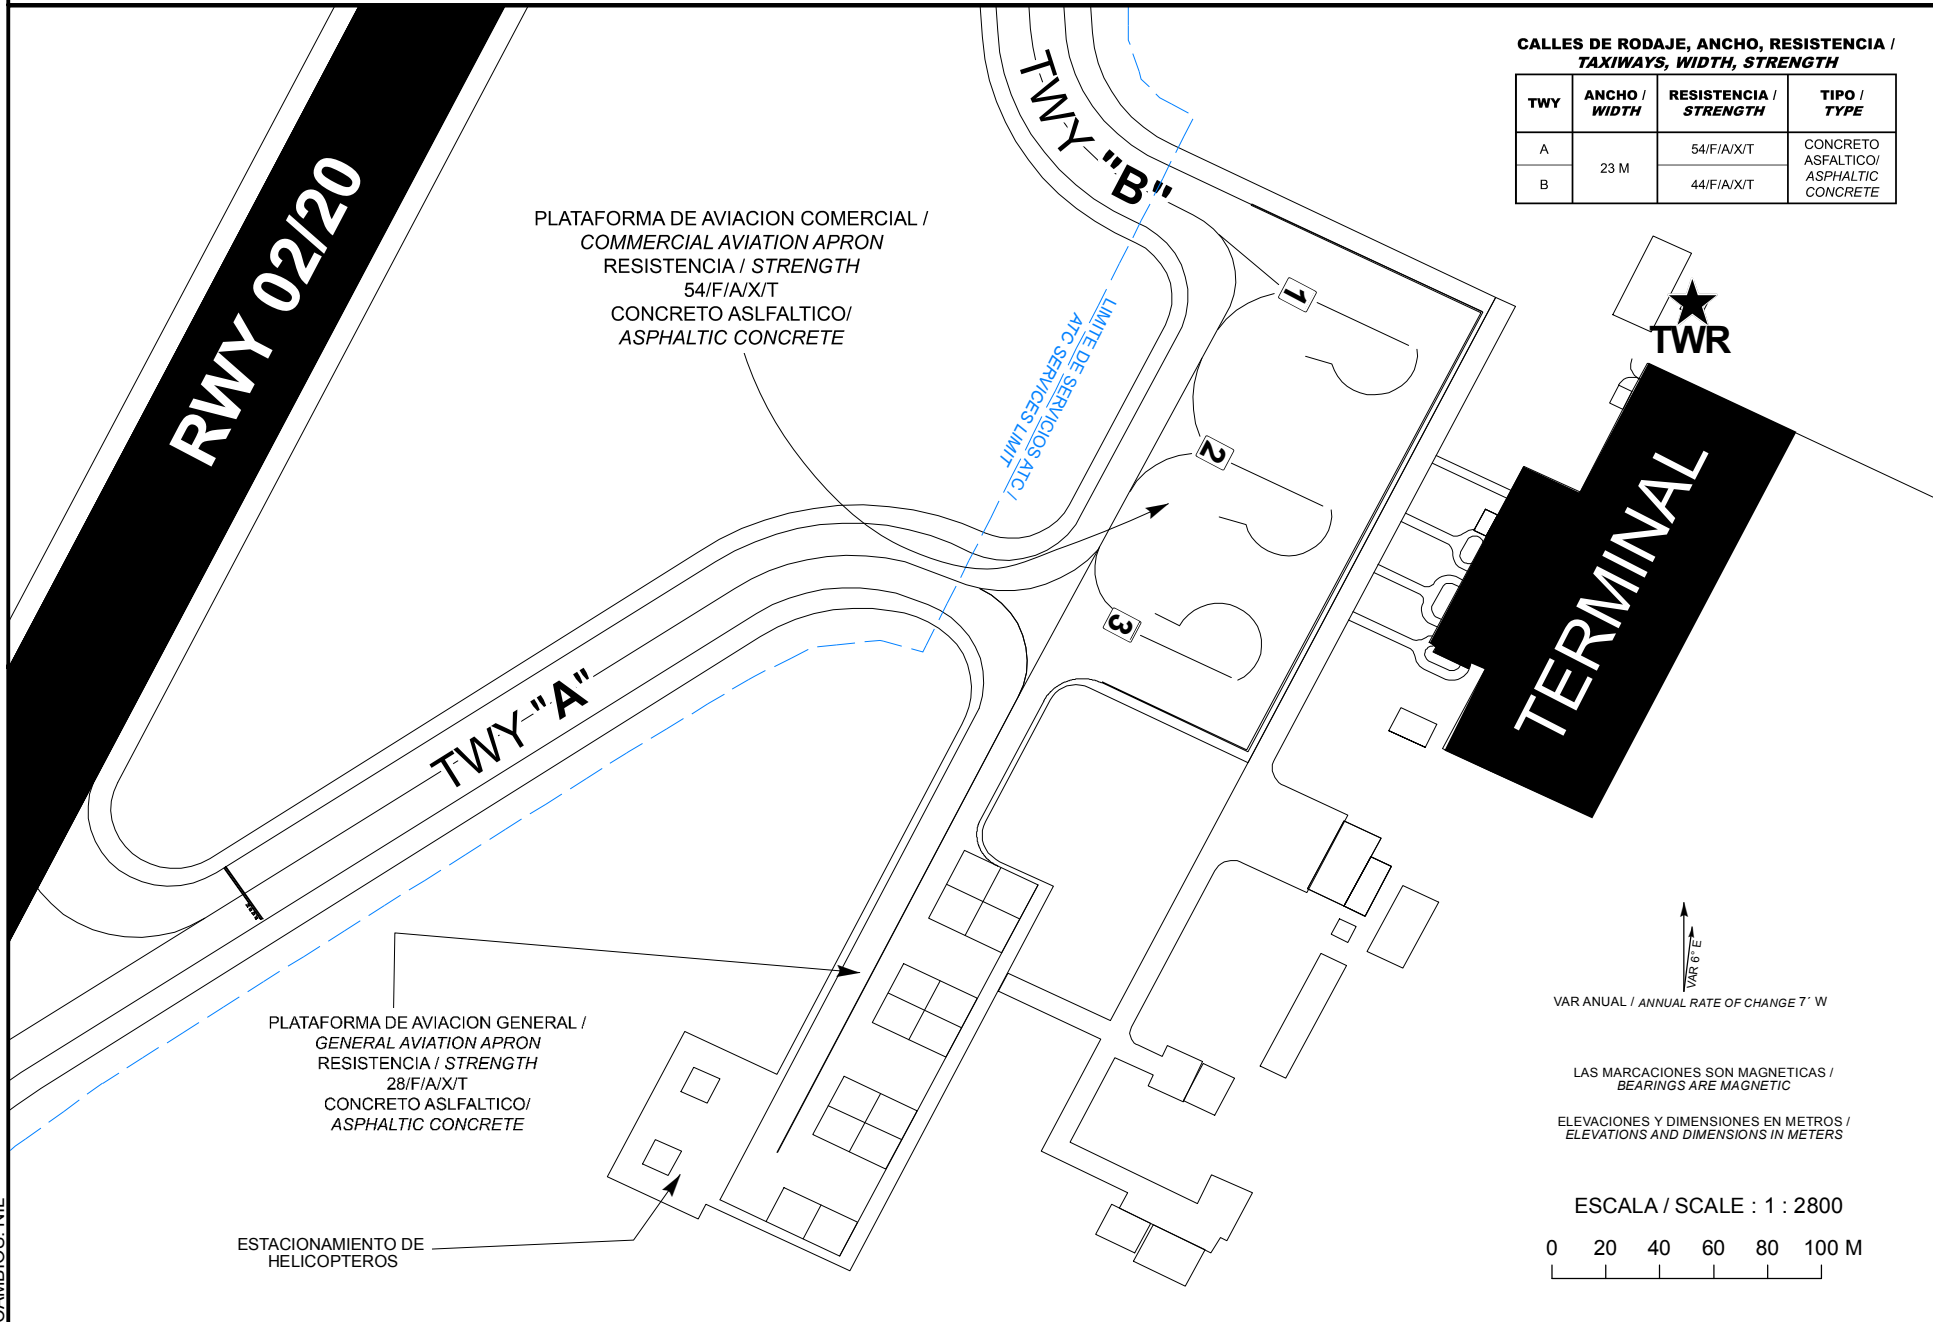 CALLES DE RODAJE, ANCHO, RESISTENCIA /
TAXIWAYS, WIDTH, STRENGTH
TWY
ANCHO /
WIDTH
RESISTENCIA /
STRENGTH
TIPO /
TYPE
A
23 M
54/F/A/X/T
CONCRETO
ASFALTICO/
ASPHALTIC
CONCRETE
B
44/F/A/X/T
TWY "B"
RWY 02/20
PLATAFORMA DE AVIACION COMERCIAL /
COMMERCIAL AVIATION APRON
RESISTENCIA / STRENGTH
54/F/A/X/T
CONCRETO ASLFALTICO/
ASPHALTIC CONCRETE
LIMITE DE SERVICIOS ATC /
ATC SERVICES LIMIT
1
2
3
TWR
TERMINAL
TWY "A"
PLATAFORMA DE AVIACION GENERAL /
GENERAL AVIATION APRON
RESISTENCIA / STRENGTH
28/F/A/X/T
CONCRETO ASLFALTICO/
ASPHALTIC CONCRETE
ESTACIONAMIENTO DE
HELICOPTEROS
VAR 6° E
VAR ANUAL / ANNUAL RATE OF CHANGE 7´ W
LAS MARCACIONES SON MAGNETICAS /
BEARINGS ARE MAGNETIC
ELEVACIONES Y DIMENSIONES EN METROS /
ELEVATIONS AND DIMENSIONS IN METERS
ESCALA / SCALE : 1 : 2800
0 20 40 60 80 100 M
CAMBIOS: NIL